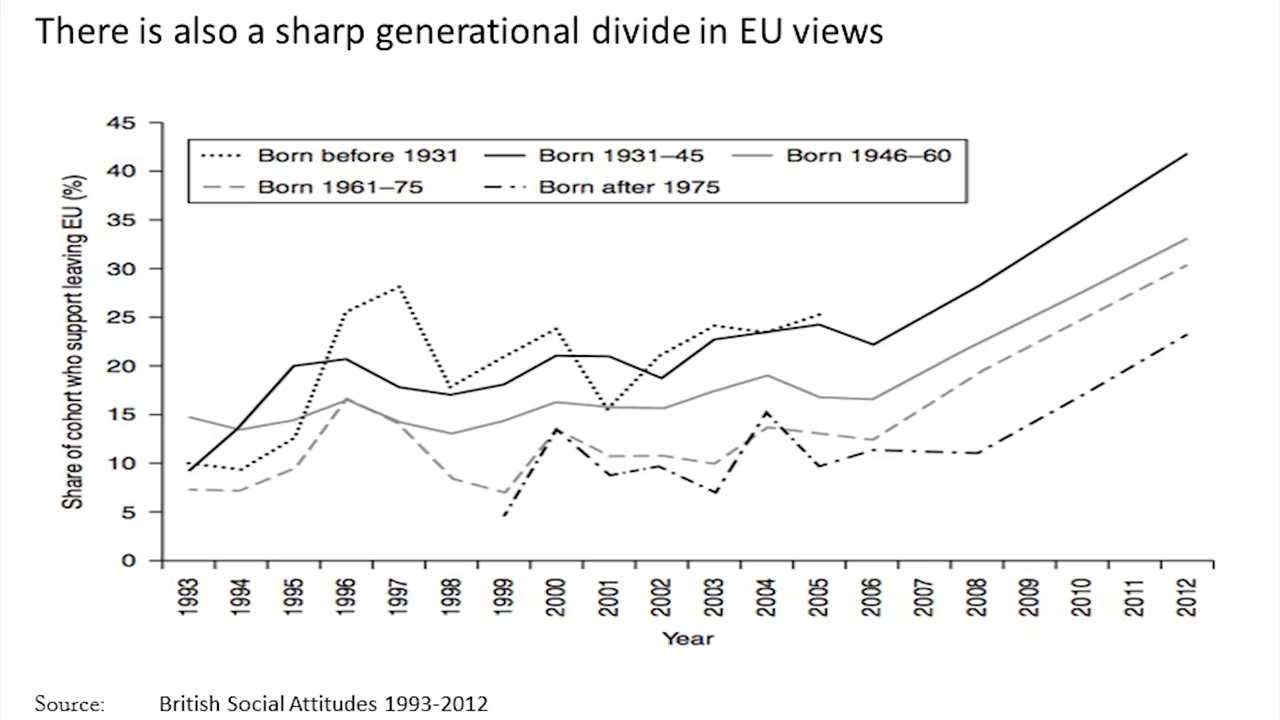 There is also a sharp generational divide in EU views
45
40
35
30
25
20
15
10
5
0
Share of cohort who support leaving EU (%)
Born before 1931 Born 1931–45 Born 1946–60
Born 1961–75 Born after 1975
1993 1994 1995 1996 1997 1998 1999 2000 2001 2002 2003 2004 2005 2006 2007 2008 2009 2010 2011 2012
Year
Source: British Social Attitudes 1993-2012